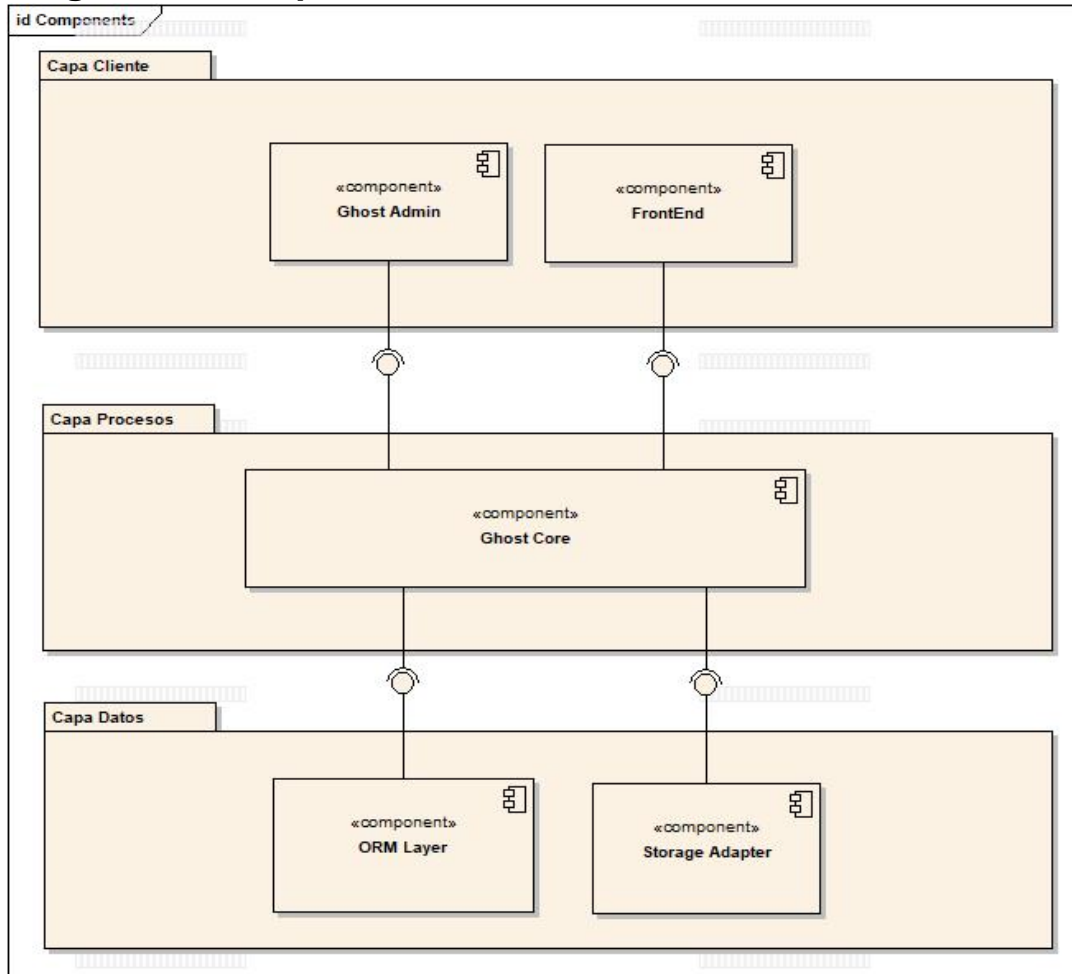 id Components
Capa Cliente
«component»
Ghost Admin
«component»
FrontEnd
Capa Procesos
«component»
Ghost Core
Capa Datos
«component»
ORM Layer
«component»
Storage Adapter